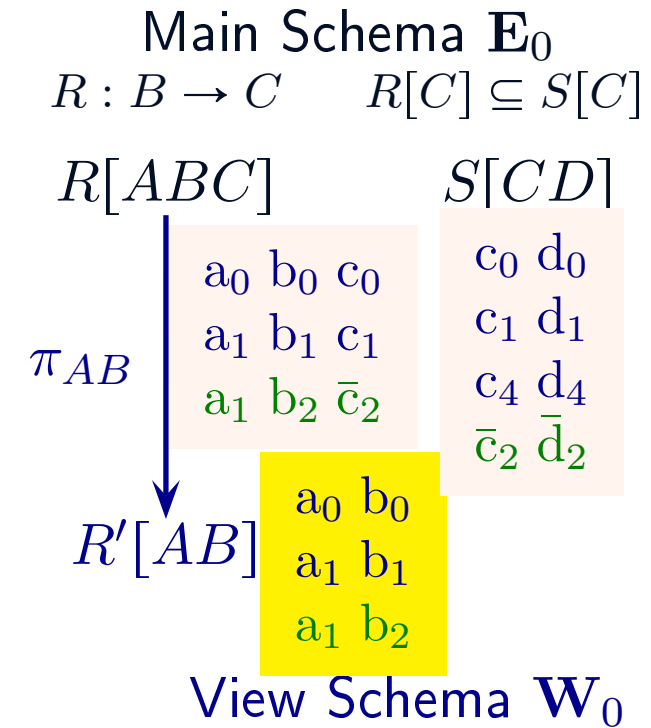 Main Schema E₀
R : B → C R[C] ⊆ S[C]
R[ABC] S[CD]
a₀ b₀ c₀
a₁ b₁ c₁
a₁ b₂ c̄₂
c₀ d₀
c₁ d₁
c₄ d₄
c̄₂ d̄₂
π_AB
R′[AB]
a₀ b₀
a₁ b₁
a₁ b₂
View Schema W₀